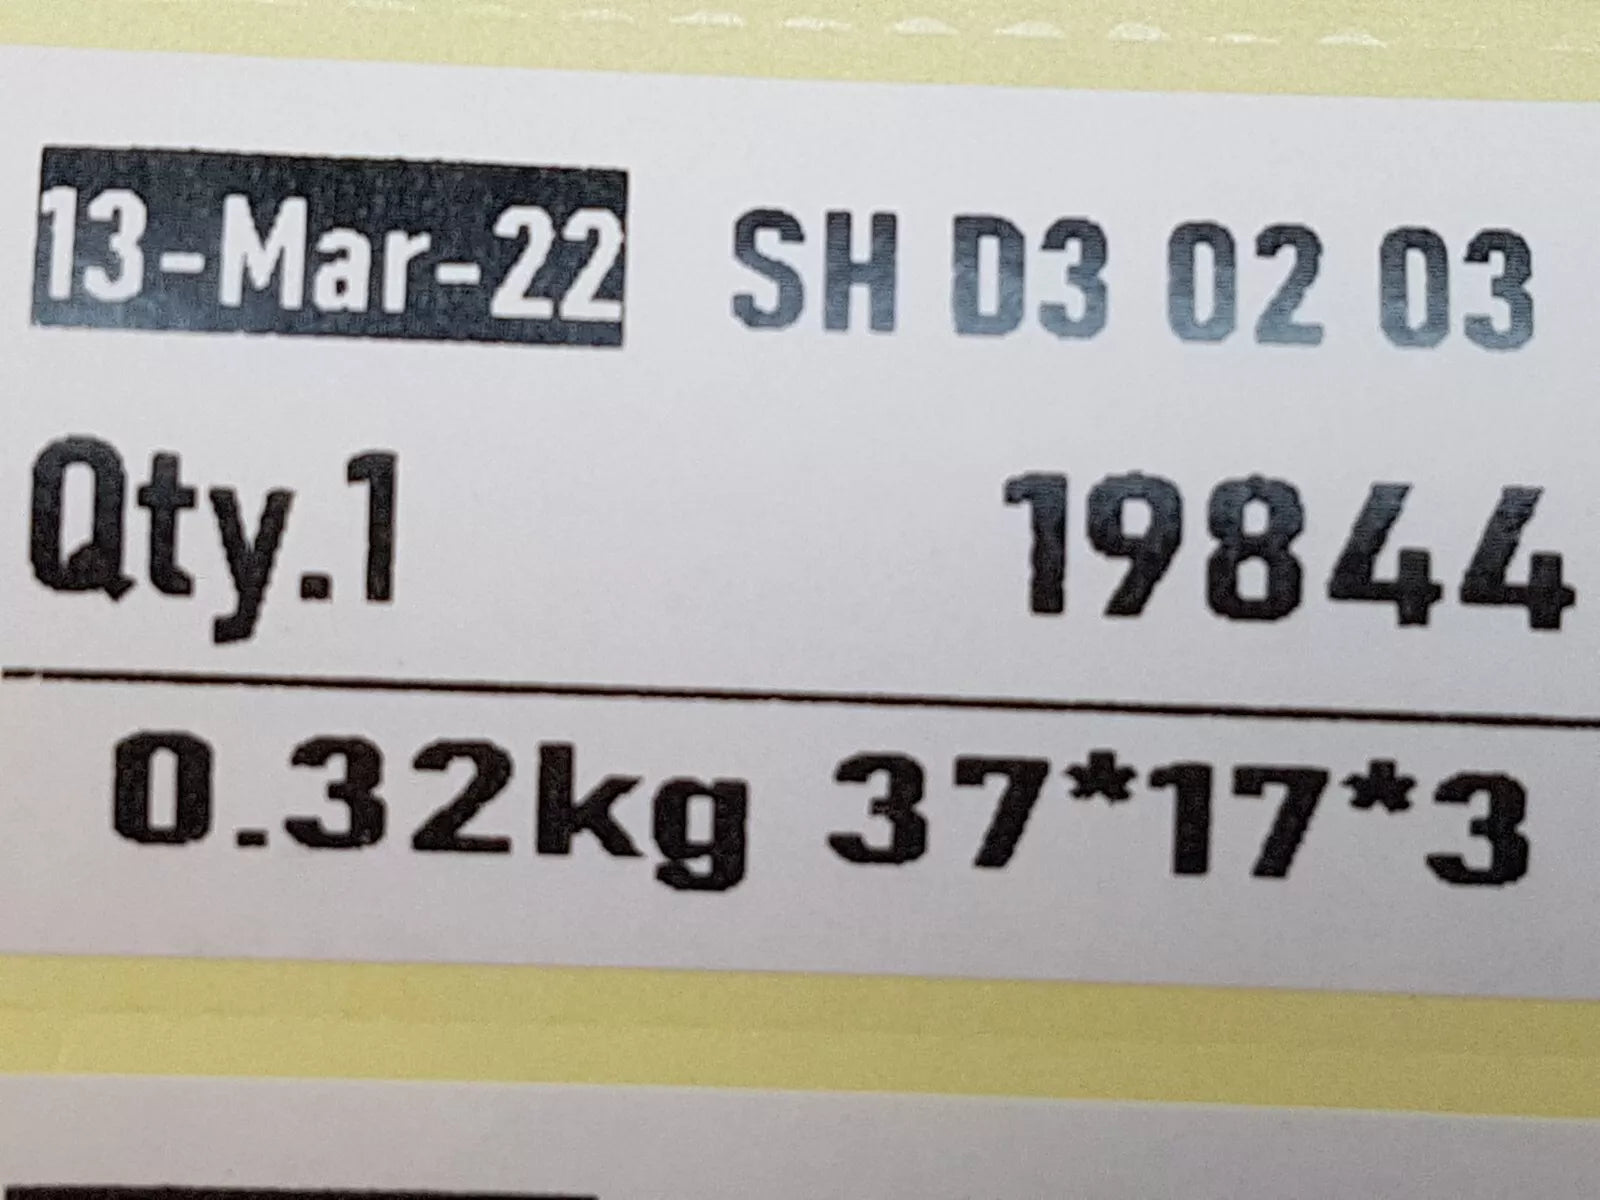 13-Mar-22 SH D3 02 03
Qty.1 19844
0.32kg 37*17*3